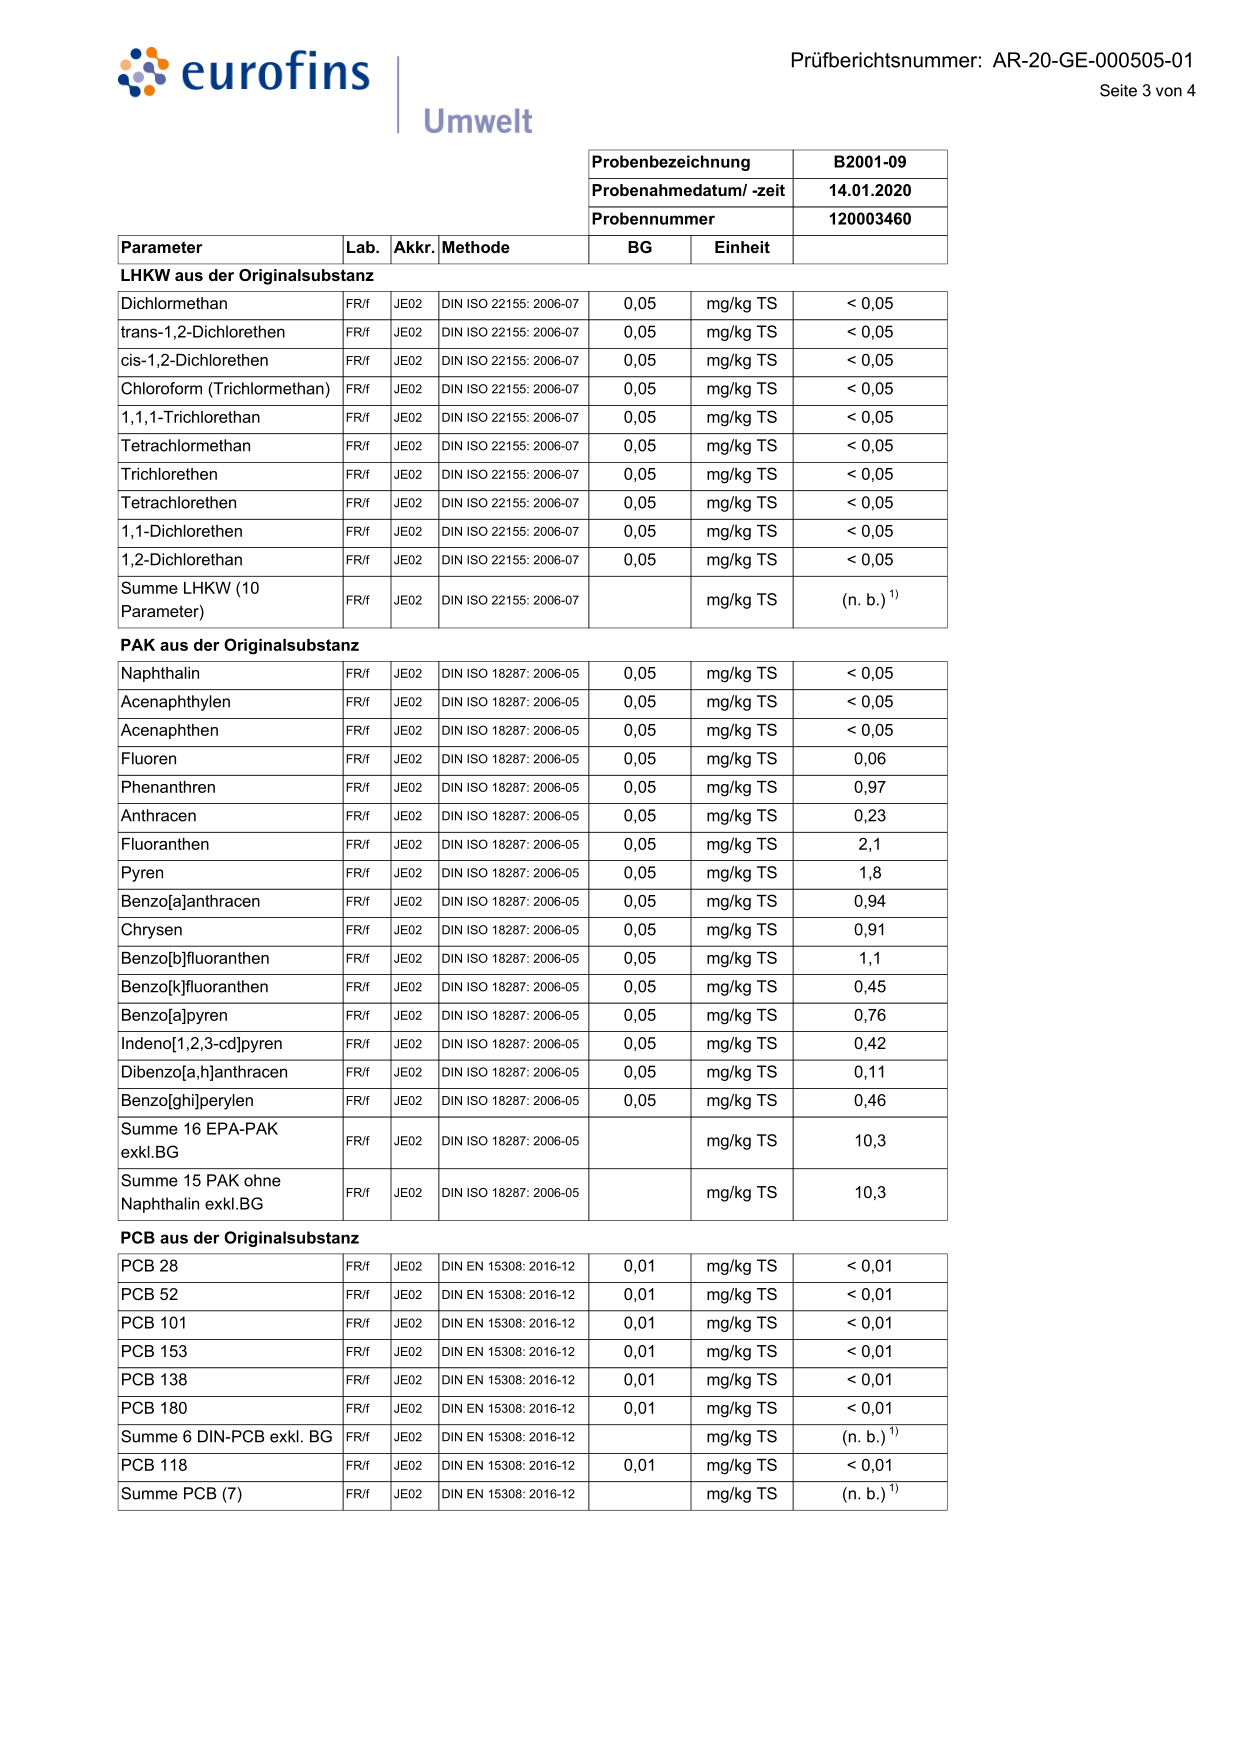 eurofins
Umwelt
Prüfberichtsnummer: AR-20-GE-000505-01
Seite 3 von 4
Probenbezeichnung B2001-09
Probenahmedatum/ -zeit 14.01.2020
Probennummer 120003460
Parameter Lab. Akkr. Methode BG Einheit
LHKW aus der Originalsubstanz
Dichlormethan FR/f JE02 DIN ISO 22155: 2006-07 0,05 mg/kg TS < 0,05
trans-1,2-Dichlorethen FR/f JE02 DIN ISO 22155: 2006-07 0,05 mg/kg TS < 0,05
cis-1,2-Dichlorethen FR/f JE02 DIN ISO 22155: 2006-07 0,05 mg/kg TS < 0,05
Chloroform (Trichlormethan) FR/f JE02 DIN ISO 22155: 2006-07 0,05 mg/kg TS < 0,05
1,1,1-Trichlorethan FR/f JE02 DIN ISO 22155: 2006-07 0,05 mg/kg TS < 0,05
Tetrachlormethan FR/f JE02 DIN ISO 22155: 2006-07 0,05 mg/kg TS < 0,05
Trichlorethen FR/f JE02 DIN ISO 22155: 2006-07 0,05 mg/kg TS < 0,05
Tetrachlorethen FR/f JE02 DIN ISO 22155: 2006-07 0,05 mg/kg TS < 0,05
1,1-Dichlorethen FR/f JE02 DIN ISO 22155: 2006-07 0,05 mg/kg TS < 0,05
1,2-Dichlorethan FR/f JE02 DIN ISO 22155: 2006-07 0,05 mg/kg TS < 0,05
Summe LHKW (10
Parameter) FR/f JE02 DIN ISO 22155: 2006-07 mg/kg TS (n. b.) 1)
PAK aus der Originalsubstanz
Naphthalin FR/f JE02 DIN ISO 18287: 2006-05 0,05 mg/kg TS < 0,05
Acenaphthylen FR/f JE02 DIN ISO 18287: 2006-05 0,05 mg/kg TS < 0,05
Acenaphthen FR/f JE02 DIN ISO 18287: 2006-05 0,05 mg/kg TS < 0,05
Fluoren FR/f JE02 DIN ISO 18287: 2006-05 0,05 mg/kg TS 0,06
Phenanthren FR/f JE02 DIN ISO 18287: 2006-05 0,05 mg/kg TS 0,97
Anthracen FR/f JE02 DIN ISO 18287: 2006-05 0,05 mg/kg TS 0,23
Fluoranthen FR/f JE02 DIN ISO 18287: 2006-05 0,05 mg/kg TS 2,1
Pyren FR/f JE02 DIN ISO 18287: 2006-05 0,05 mg/kg TS 1,8
Benzo[a]anthracen FR/f JE02 DIN ISO 18287: 2006-05 0,05 mg/kg TS 0,94
Chrysen FR/f JE02 DIN ISO 18287: 2006-05 0,05 mg/kg TS 0,91
Benzo[b]fluoranthen FR/f JE02 DIN ISO 18287: 2006-05 0,05 mg/kg TS 1,1
Benzo[k]fluoranthen FR/f JE02 DIN ISO 18287: 2006-05 0,05 mg/kg TS 0,45
Benzo[a]pyren FR/f JE02 DIN ISO 18287: 2006-05 0,05 mg/kg TS 0,76
Indeno[1,2,3-cd]pyren FR/f JE02 DIN ISO 18287: 2006-05 0,05 mg/kg TS 0,42
Dibenzo[a,h]anthracen FR/f JE02 DIN ISO 18287: 2006-05 0,05 mg/kg TS 0,11
Benzo[ghi]perylen FR/f JE02 DIN ISO 18287: 2006-05 0,05 mg/kg TS 0,46
Summe 16 EPA-PAK
exkl.BG FR/f JE02 DIN ISO 18287: 2006-05 mg/kg TS 10,3
Summe 15 PAK ohne
Naphthalin exkl.BG FR/f JE02 DIN ISO 18287: 2006-05 mg/kg TS 10,3
PCB aus der Originalsubstanz
PCB 28 FR/f JE02 DIN EN 15308: 2016-12 0,01 mg/kg TS < 0,01
PCB 52 FR/f JE02 DIN EN 15308: 2016-12 0,01 mg/kg TS < 0,01
PCB 101 FR/f JE02 DIN EN 15308: 2016-12 0,01 mg/kg TS < 0,01
PCB 153 FR/f JE02 DIN EN 15308: 2016-12 0,01 mg/kg TS < 0,01
PCB 138 FR/f JE02 DIN EN 15308: 2016-12 0,01 mg/kg TS < 0,01
PCB 180 FR/f JE02 DIN EN 15308: 2016-12 0,01 mg/kg TS < 0,01
Summe 6 DIN-PCB exkl. BG FR/f JE02 DIN EN 15308: 2016-12 mg/kg TS (n. b.) 1)
PCB 118 FR/f JE02 DIN EN 15308: 2016-12 0,01 mg/kg TS < 0,01
Summe PCB (7) FR/f JE02 DIN EN 15308: 2016-12 mg/kg TS (n. b.) 1)